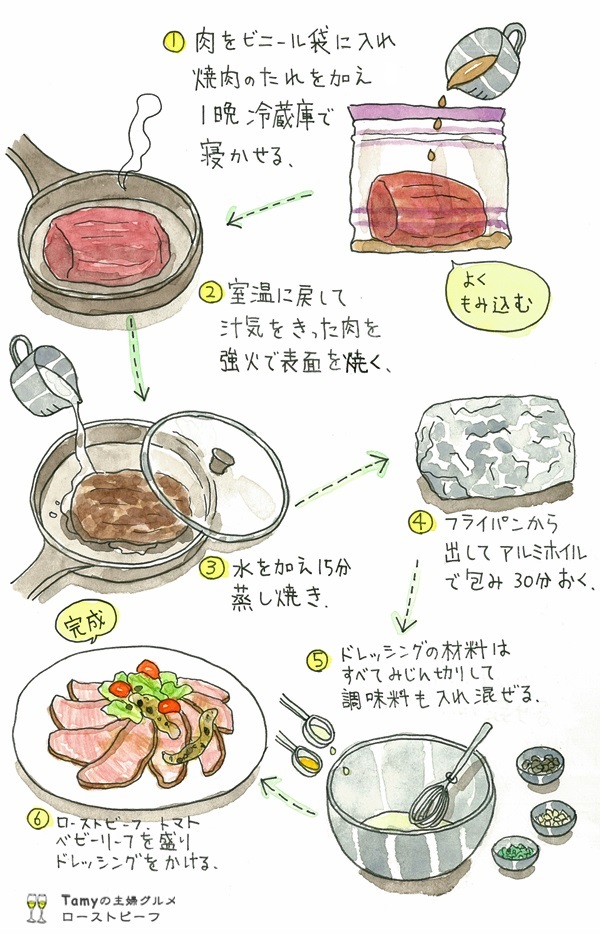 ① 肉をビニール袋に入れ
焼肉のたれを加え
1晩 冷蔵庫で
寝かせる、
よく
もみ込む
② 室温に戻して
汁気をきった肉を
強火で表面を焼く、
③ 水を加え15分
蒸し焼き、
④ フライパンから
出して アルミホイル
で包み 30分おく、
⑤ ドレッシングの材料は
すべてみじん切りして
調味料も入れ混ぜる、
完成
⑥ ローストビーフ、トマト
ベビーリーフを盛り
ドレッシングをかける、
Tamyの主婦グルメ
ローストビーフ